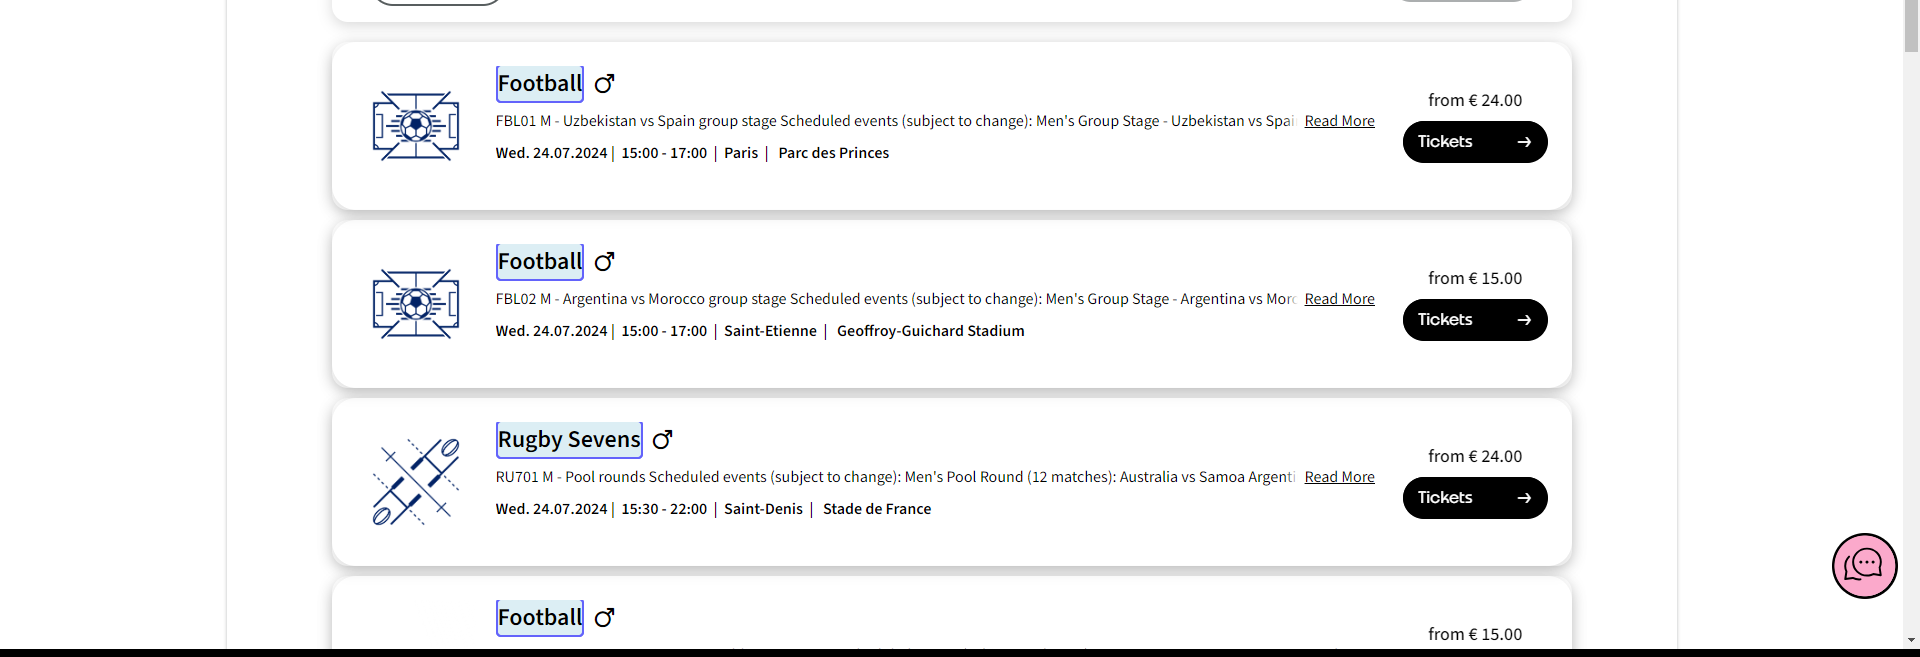 Football
FBL01 M - Uzbekistan vs Spain group stage Scheduled events (subject to change): Men's Group Stage - Uzbekistan vs Spai Read More
Wed. 24.07.2024 | 15:00 - 17:00 | Paris | Parc des Princes
from € 24.00
Tickets
Football
FBL02 M - Argentina vs Morocco group stage Scheduled events (subject to change): Men's Group Stage - Argentina vs Morc Read More
Wed. 24.07.2024 | 15:00 - 17:00 | Saint-Etienne | Geoffroy-Guichard Stadium
from € 15.00
Tickets
Rugby Sevens
RU701 M - Pool rounds Scheduled events (subject to change): Men's Pool Round (12 matches): Australia vs Samoa Argenti Read More
Wed. 24.07.2024 | 15:30 - 22:00 | Saint-Denis | Stade de France
from € 24.00
Tickets
Football
from € 15.00